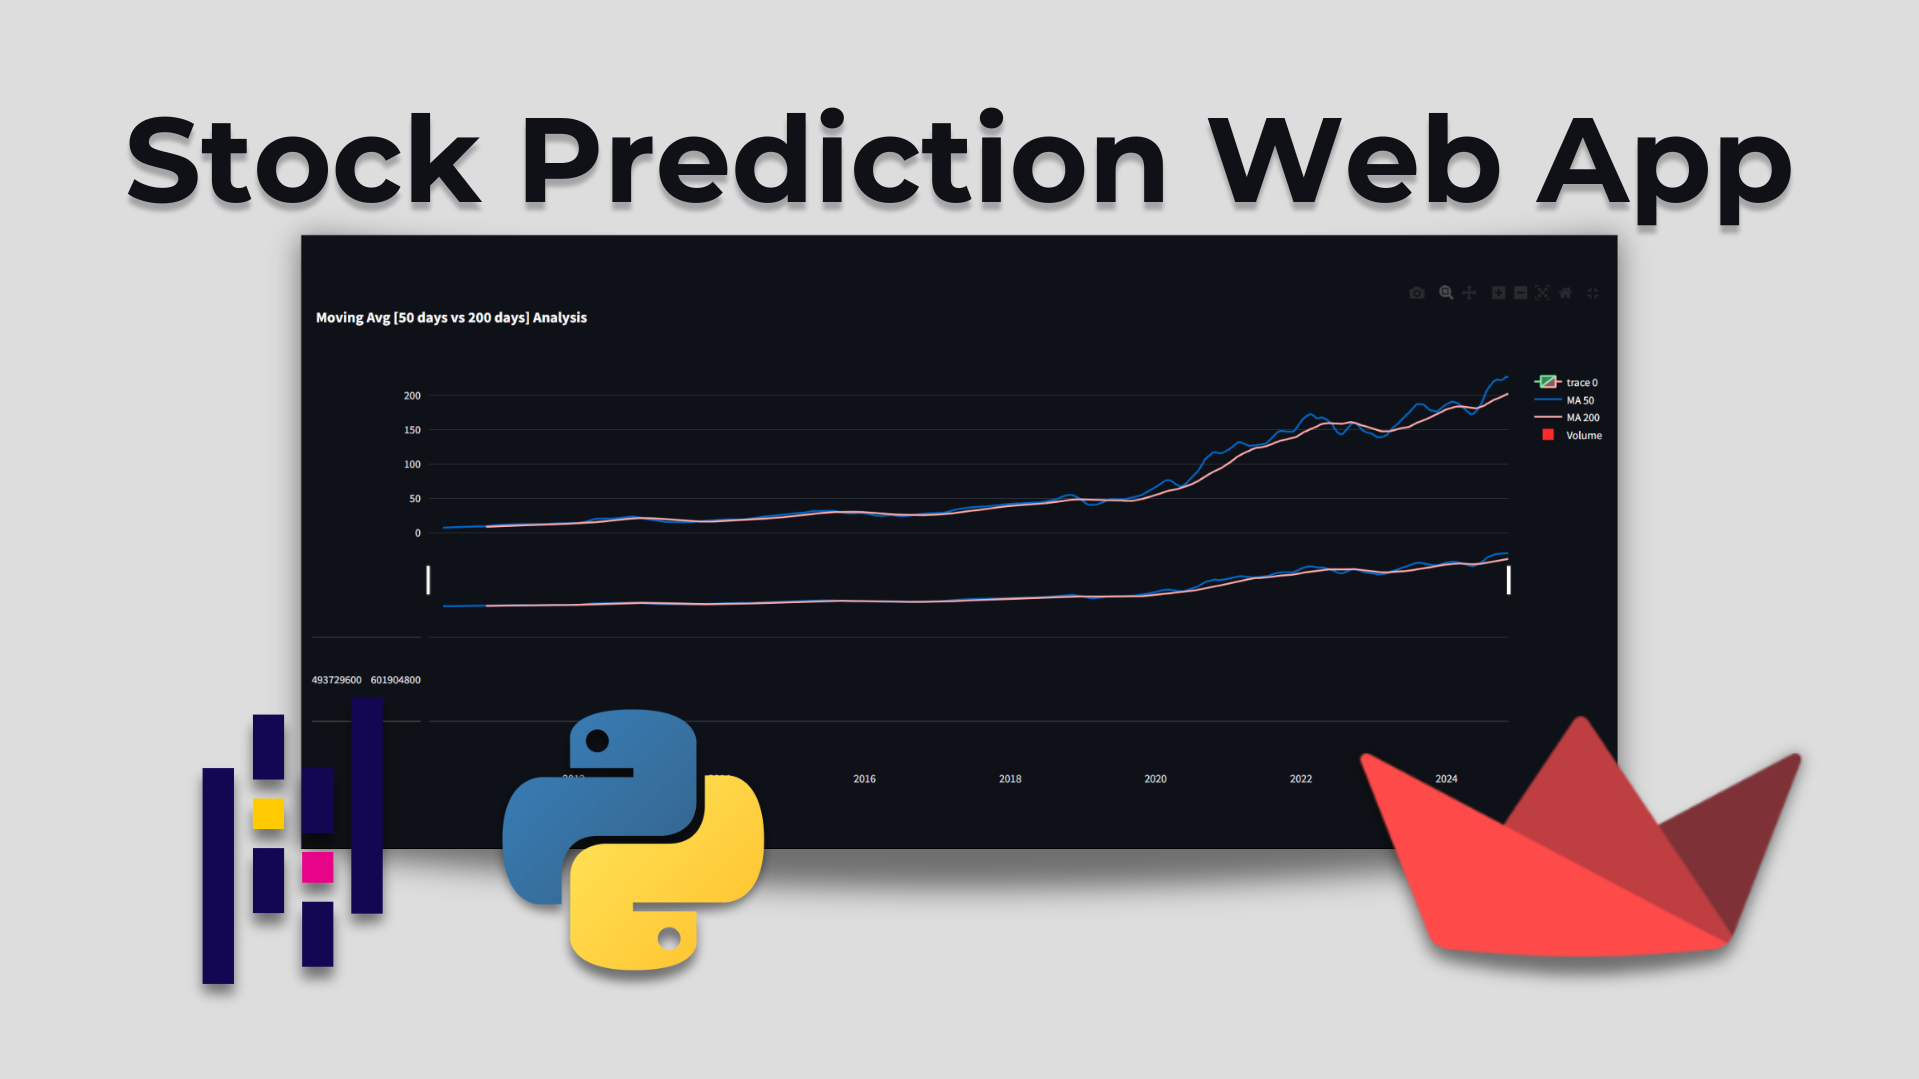 Stock Prediction Web App
Moving Avg [50 days vs 200 days] Analysis
200
150
100
50
0
trace 0
MA 50
MA 200
Volume
493729600 601904800
2016 2018 2020 2022 2024